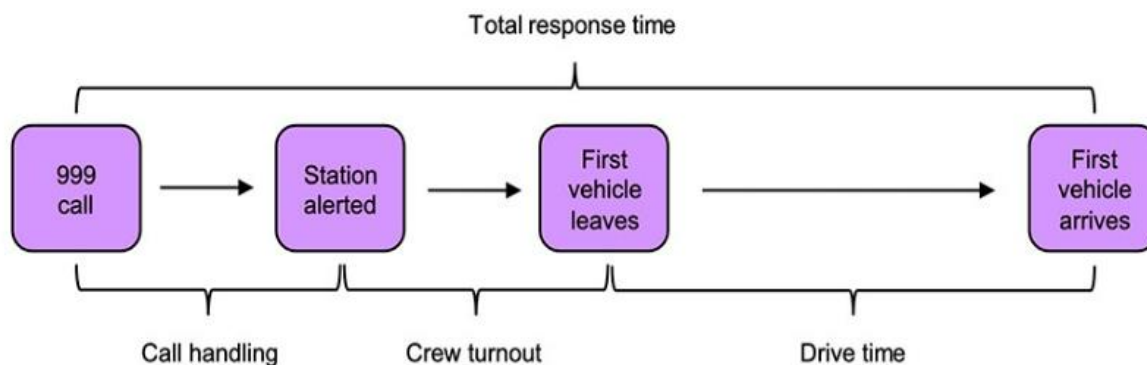 Total response time
999
call
Station
alerted
First
vehicle
leaves
First
vehicle
arrives
Call handling
Crew turnout
Drive time